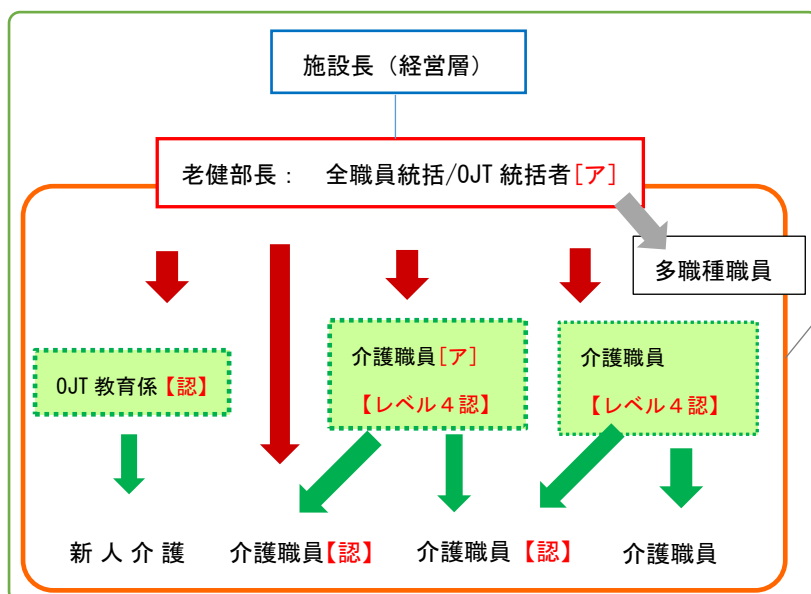 施設長（経営層）
老健部長： 全職員統括/OJT 統括者[ア]
多職種職員
OJT 教育係【認】
介護職員[ア]
【レベル４認】
介護職員
【レベル４認】
新 人 介 護
介護職員【認】
介護職員【認】
介護職員